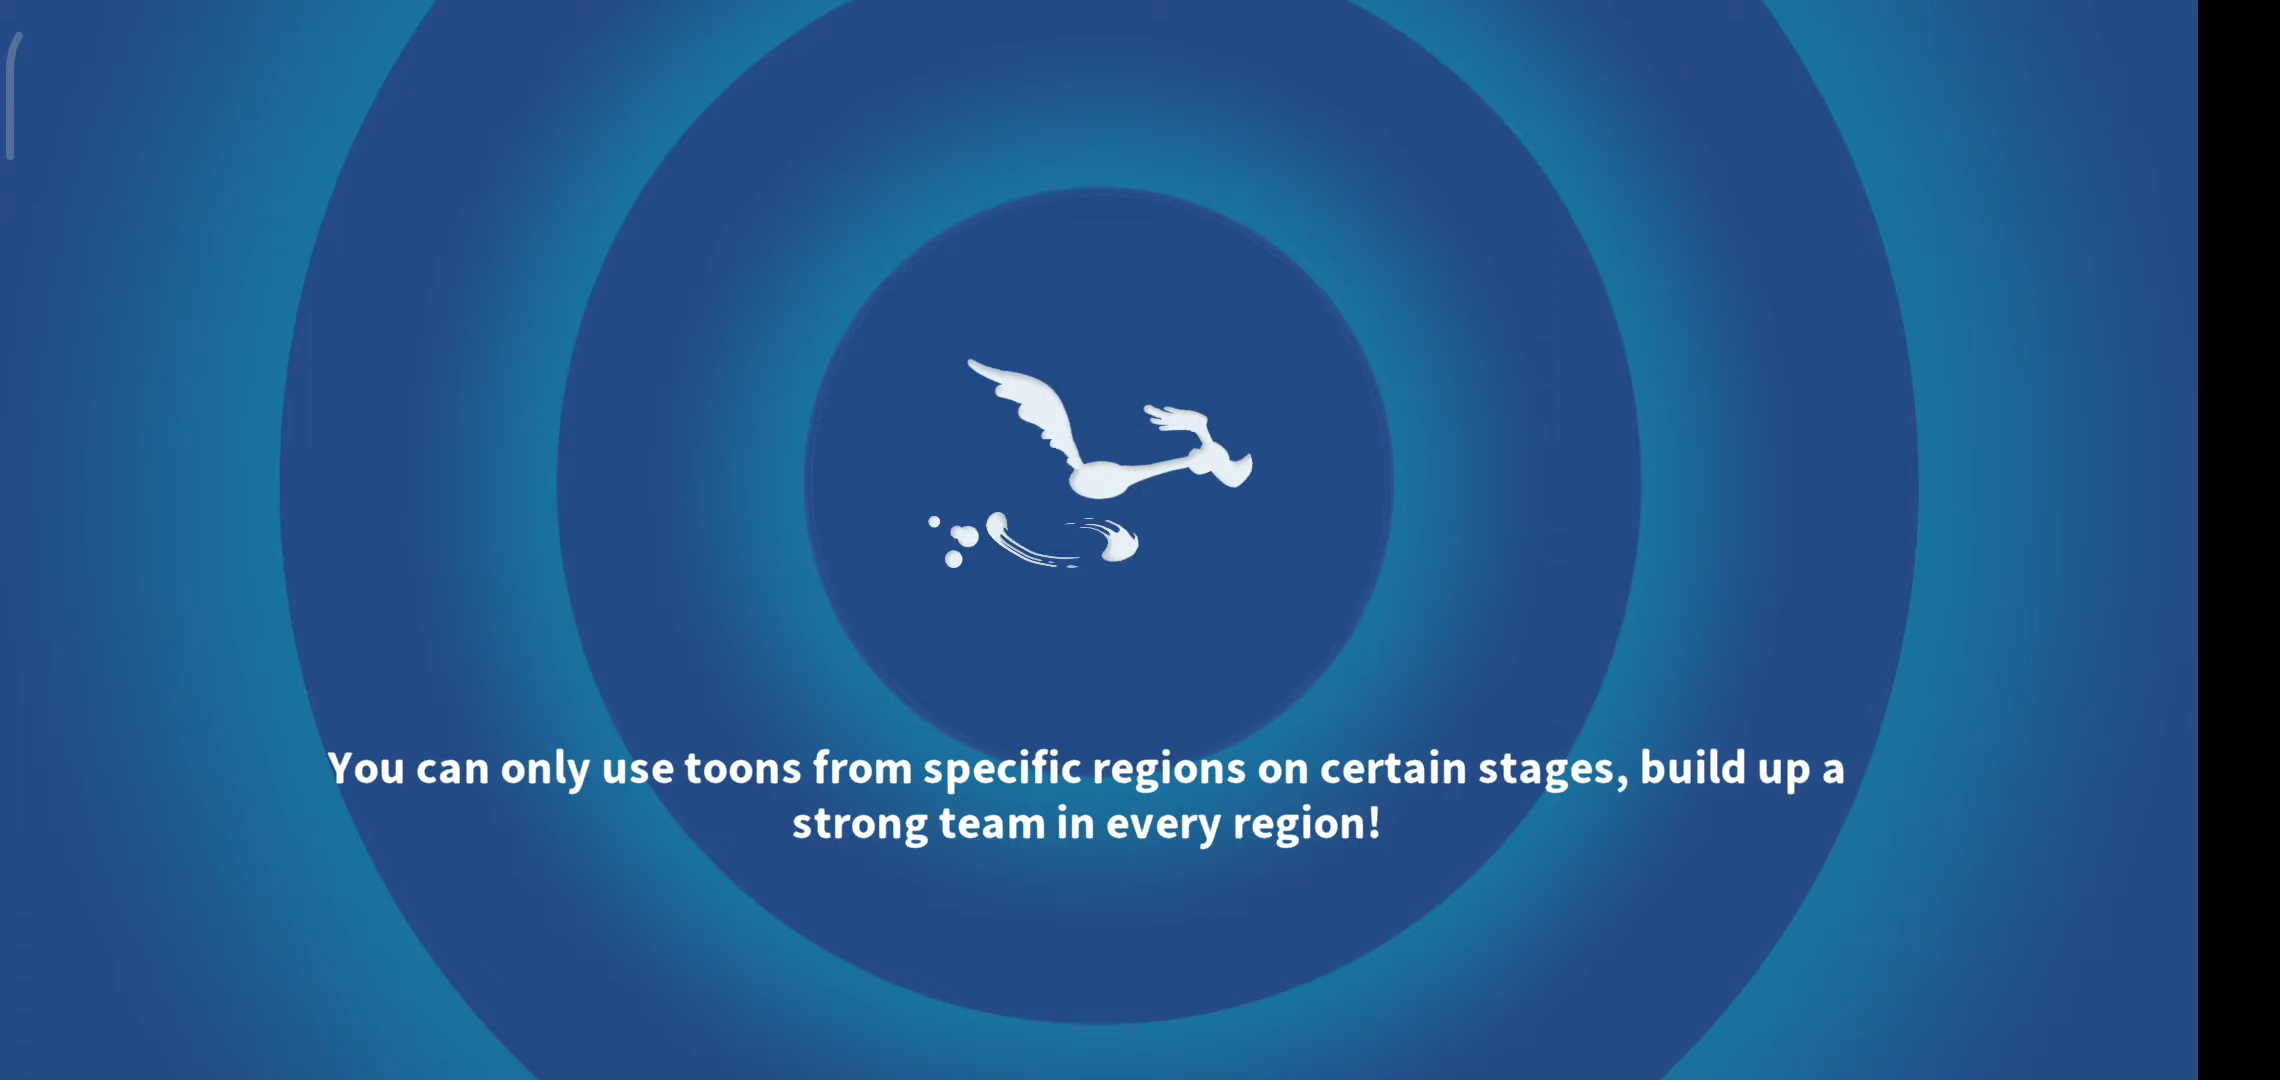 You can only use toons from specific regions on certain stages, build up a
strong team in every region!